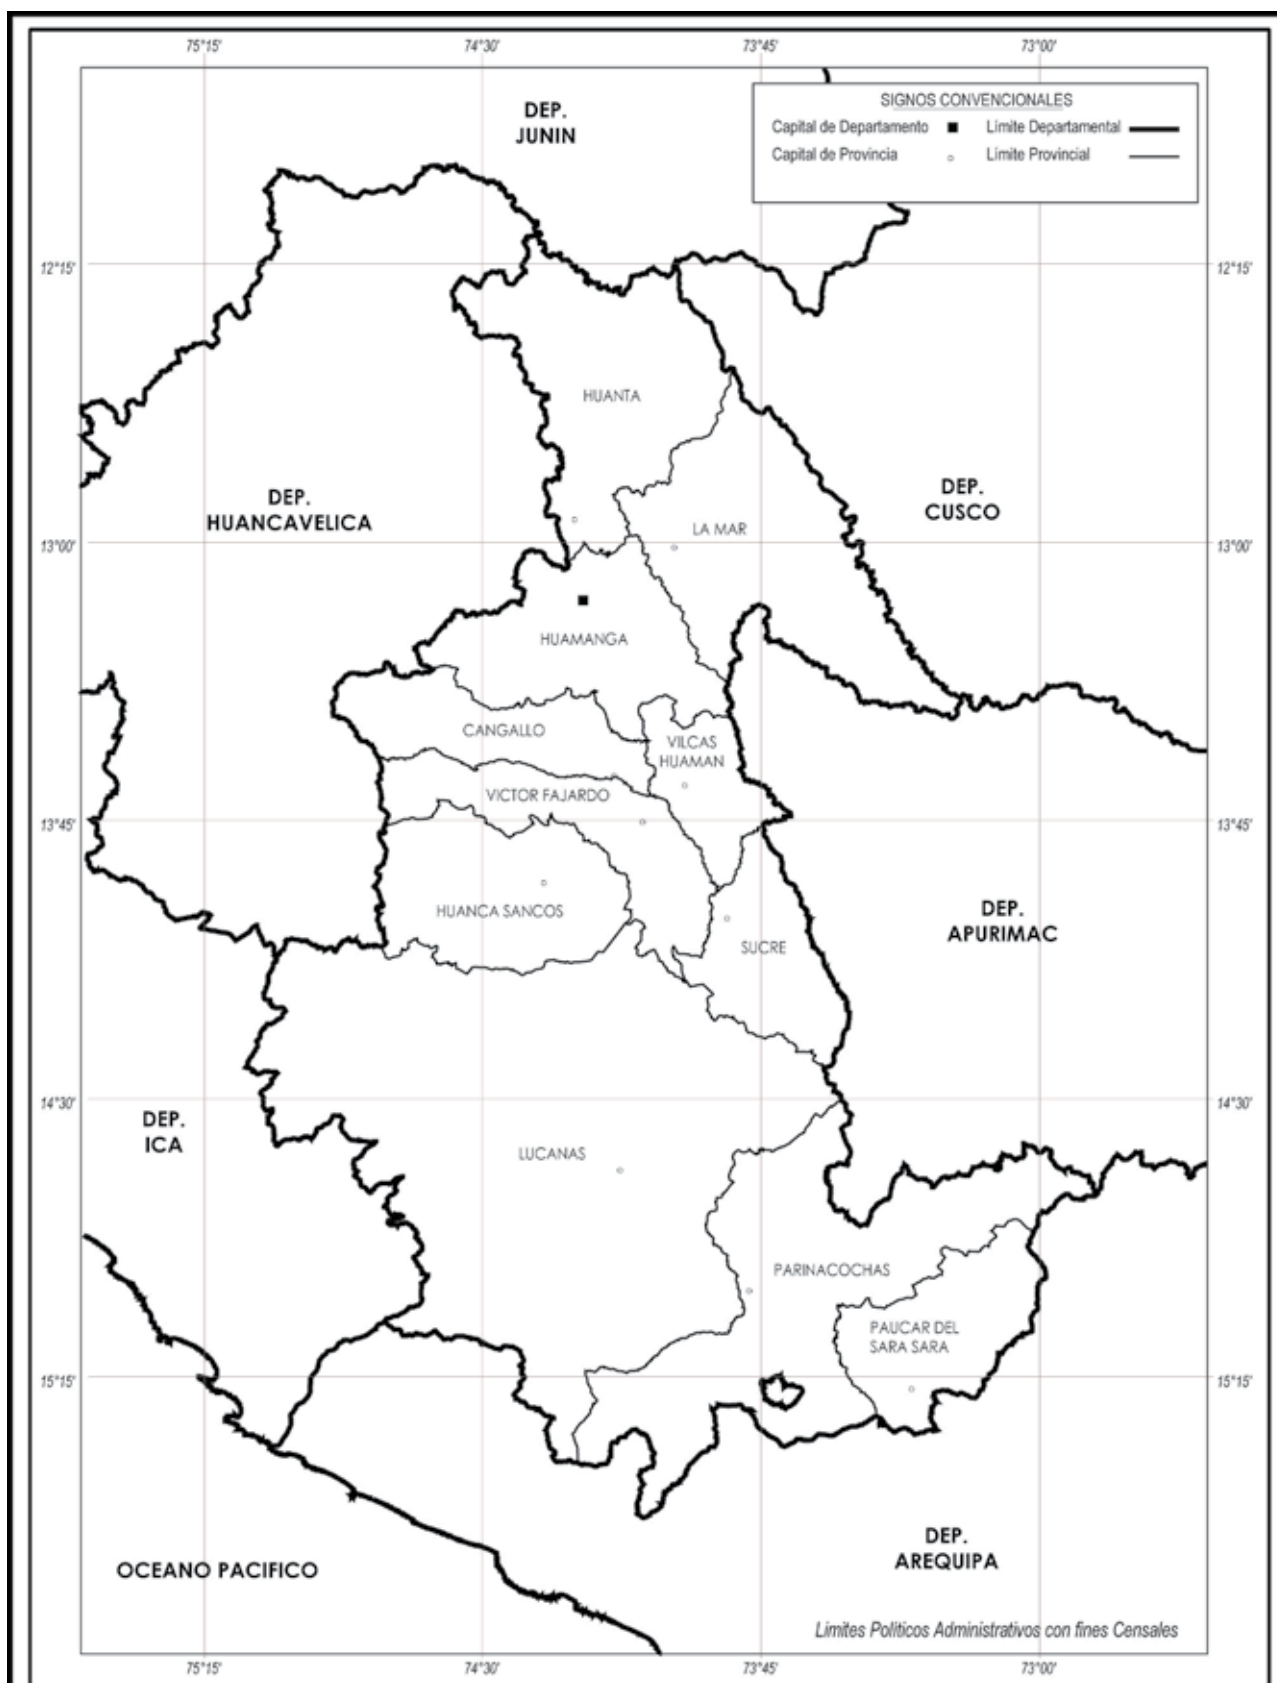 75°15'
74°30'
73°45'
73°00'
SIGNOS CONVENCIONALES
Capital de Departamento
Limite Departamental
Capital de Provincia
Limite Provincial
DEP.
JUNIN
12°15'
12°15'
HUANTA
DEP.
HUANCAVELICA
DEP.
CUSCO
LA MAR
13°00'
13°00'
HUAMANGA
CANGALLO
VILCAS
HUAMAN
VICTOR FAJARDO
13°45'
13°45'
HUANCA SANCOS
DEP.
APURIMAC
SUCRE
14°30'
14°30'
DEP.
ICA
LUCANAS
PARINACOCHAS
PAUCAR DEL
SARA SARA
15°15'
15°15'
DEP.
AREQUIPA
OCEANO PACIFICO
Limites Políticos Administrativos con fines Censales
75°15'
74°30'
73°45'
73°00'